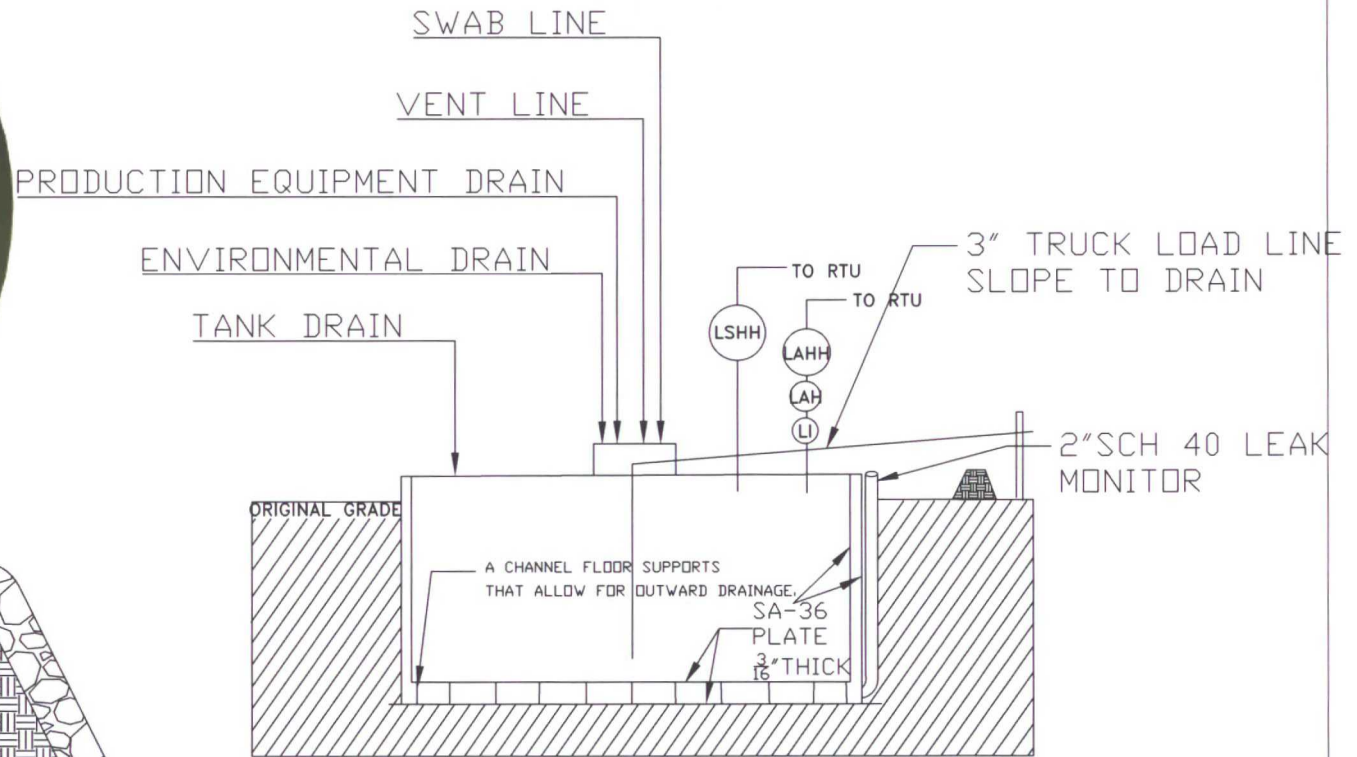 SWAB LINE
VENT LINE
PRODUCTION EQUIPMENT DRAIN
ENVIRONMENTAL DRAIN
TANK DRAIN
TO RTU
TO RTU
3" TRUCK LOAD LINE
SLOPE TO DRAIN
LSHH
LAHH
LAH
LI
2"SCH 40 LEAK
MONITOR
ORIGINAL GRADE
A CHANNEL FLOOR SUPPORTS
THAT ALLOW FOR OUTWARD DRAINAGE.
SA-36
PLATE
3/16"THICK